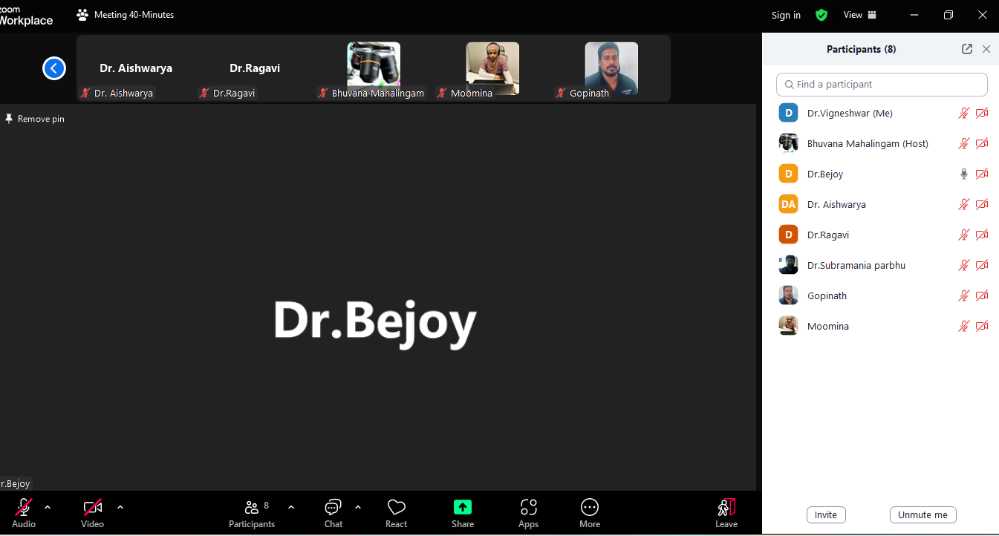 zoom
Workplace
Meeting 40-Minutes
Sign in
View
Dr. Aishwarya
Dr.Ragavi
Dr. Aishwarya
Dr.Ragavi
Bhuvana Mahalingam
Moomina
Gopinath
Remove pin
Dr.Bejoy
r.Bejoy
Audio
Video
8
Participants
Chat
React
Share
Apps
More
Leave
Participants (8)
Find a participant
D
Dr.Vigneshwar (Me)
Bhuvana Mahalingam (Host)
D
Dr.Bejoy
DA
Dr. Aishwarya
D
Dr.Ragavi
Dr.Subramania parbhu
Gopinath
Moomina
Invite
Unmute me